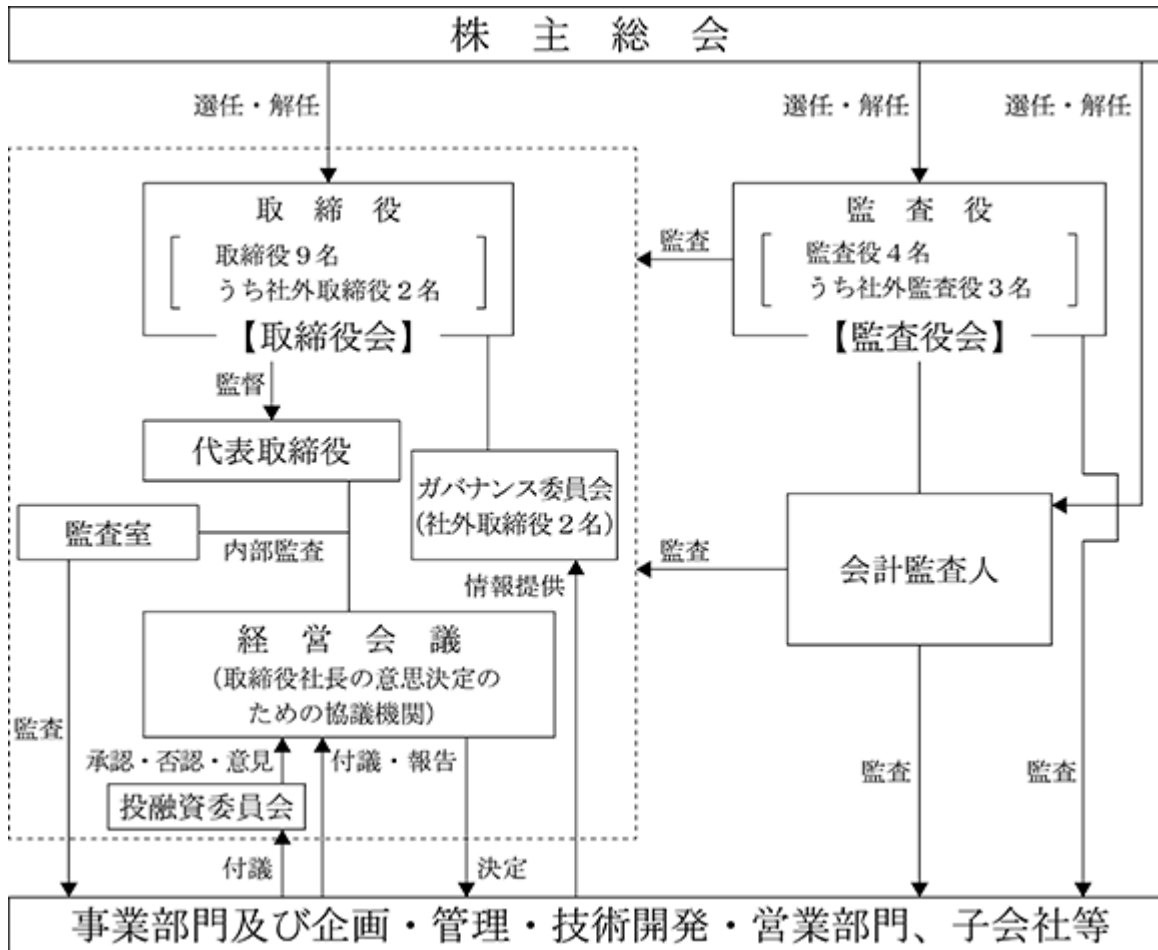 株主総会
選任・解任
選任・解任
選任・解任
取締役
取締役9名
うち社外取締役2名
【取締役会】
監査
監査役
監査役4名
うち社外監査役3名
【監査役会】
監督
代表取締役
ガバナンス委員会
(社外取締役2名)
監査室
内部監査
情報提供
監査
会計監査人
経営会議
(取締役社長の意思決定の
ための協議機関)
監査
承認・否認・意見
付議・報告
投融資委員会
監査
監査
付議
決定
事業部門及び企画・管理・技術開発・営業部門、子会社等